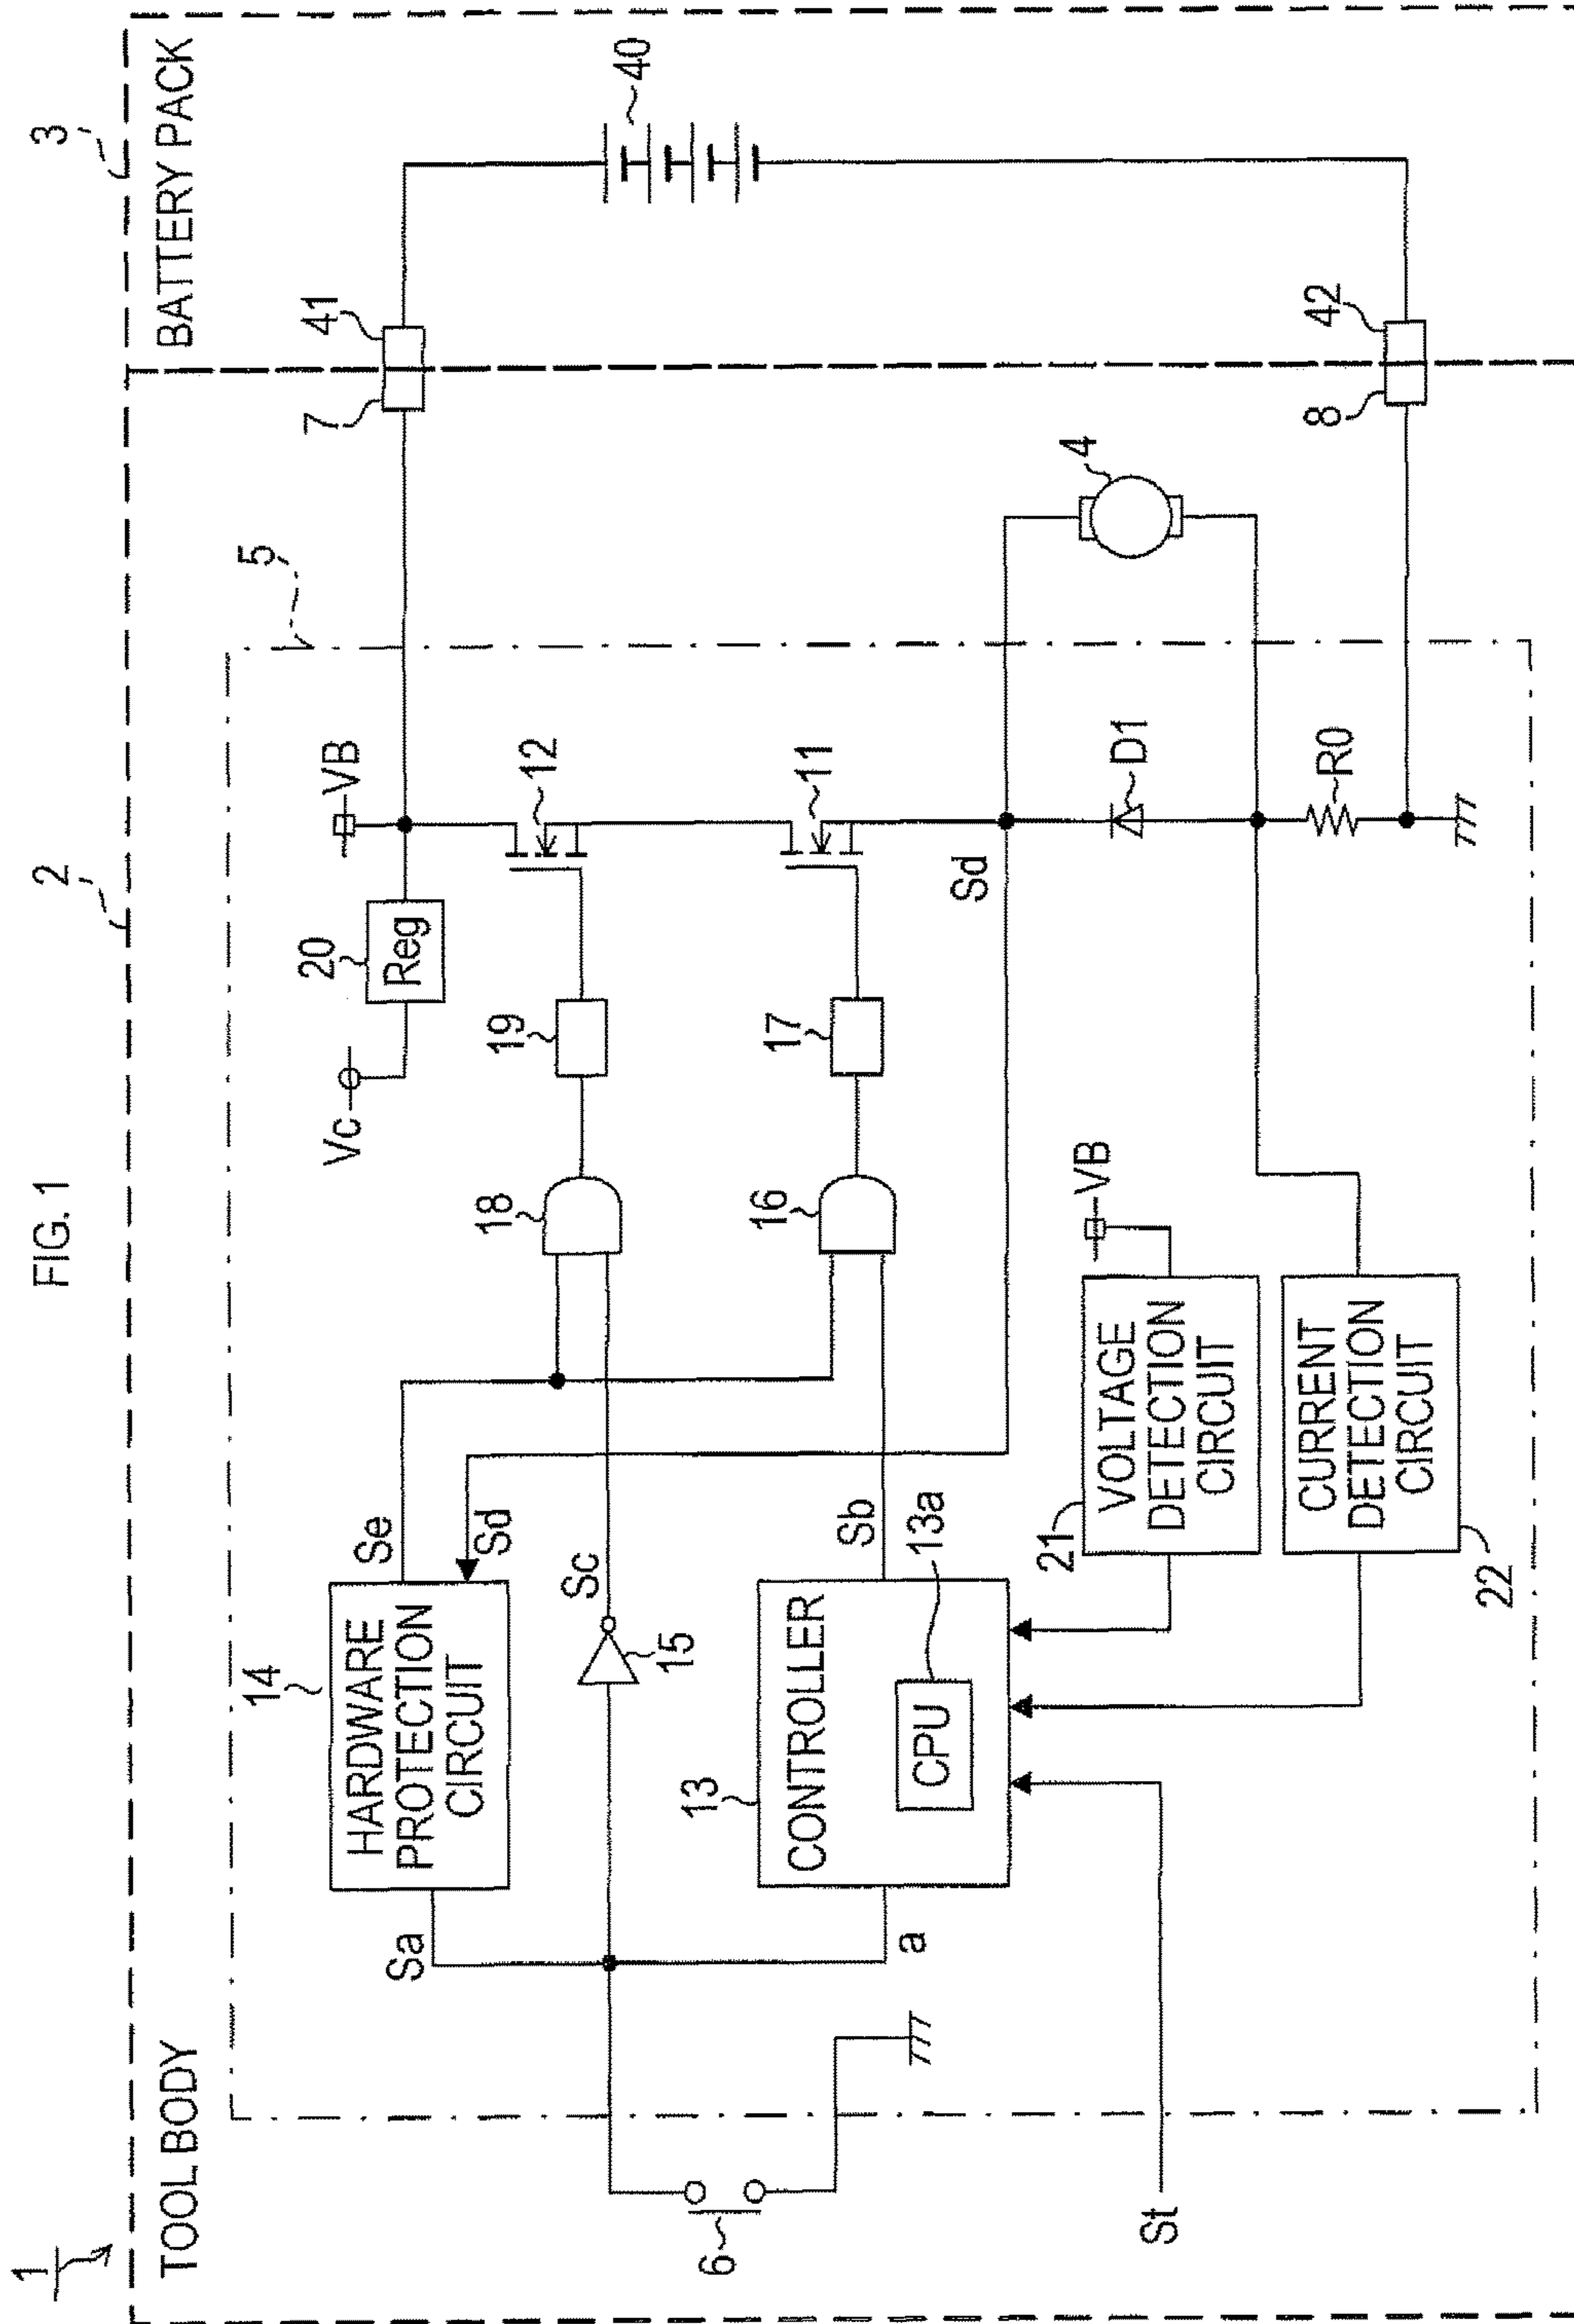 FIG. 1
1
2
3
TOOL BODY
BATTERY PACK
5
14
HARDWARE
PROTECTION
CIRCUIT
Sa
Se
Sd
Sc
15
13
CONTROLLER
CPU
13a
a
Sb
6
St
Vc
20
Reg
VB
18
19
12
16
17
11
Sd
21
VOLTAGE
DETECTION
CIRCUIT
VB
CURRENT
DETECTION
CIRCUIT
22
D1
R0
4
7
41
8
42
40